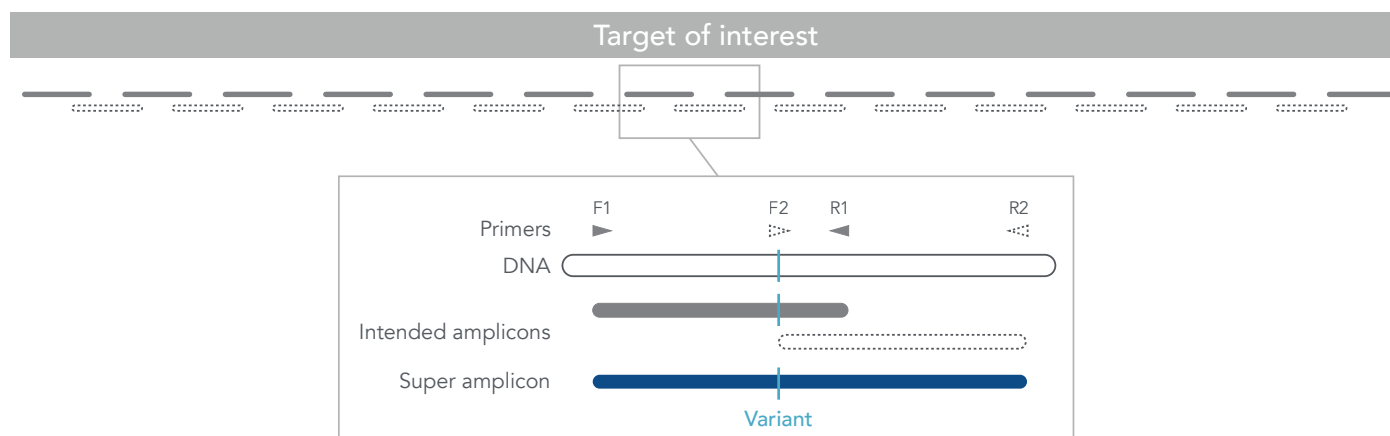 Target of interest
F1 F2 R1 R2
Primers
DNA
Intended amplicons
Super amplicon
Variant